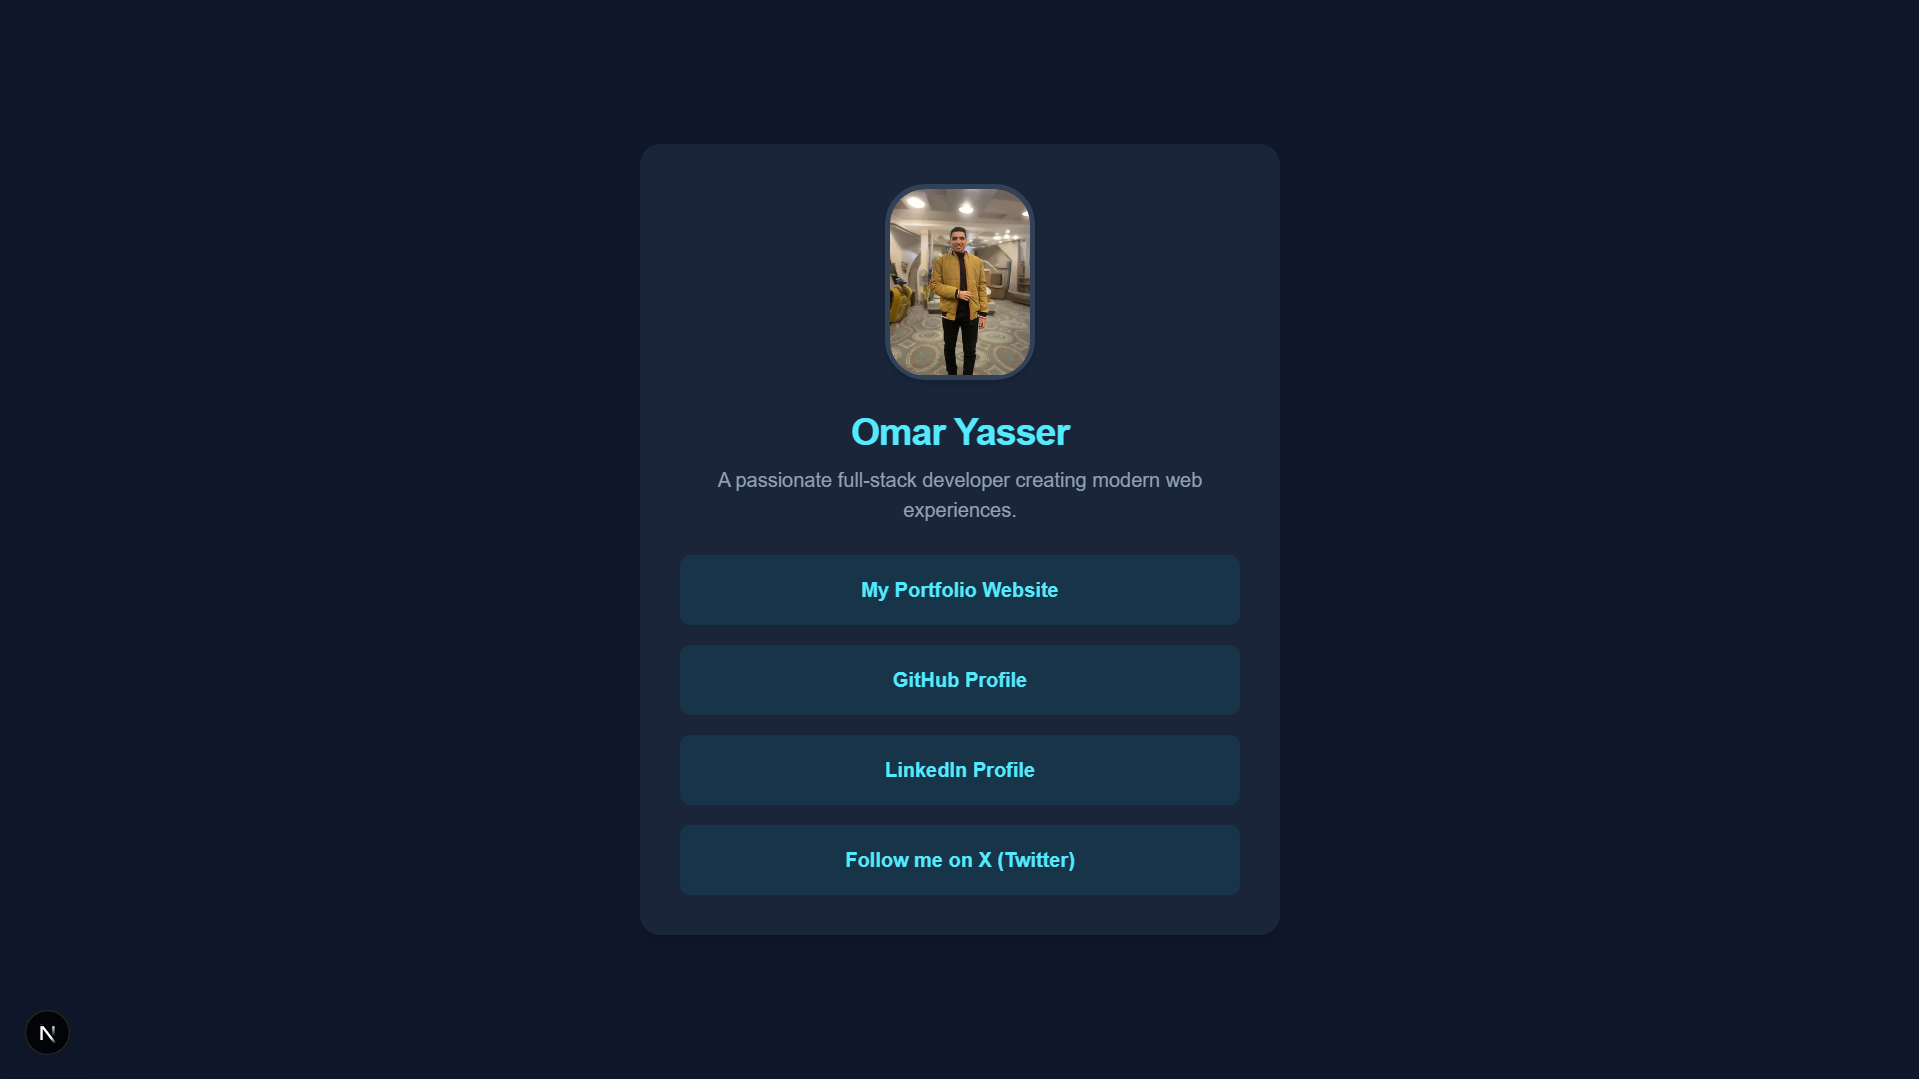 Omar Yasser
A passionate full-stack developer creating modern web
experiences.
My Portfolio Website
GitHub Profile
LinkedIn Profile
Follow me on X (Twitter)
N